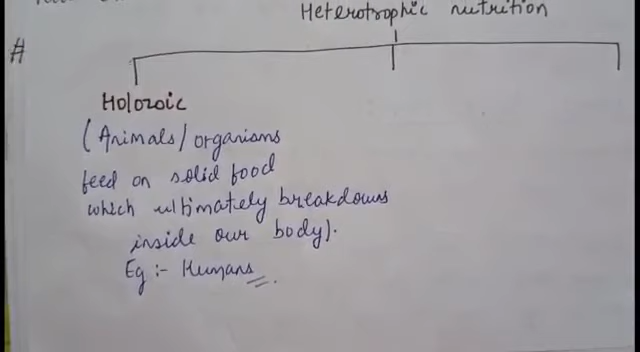 Heterotrophic nutrition
#
Holozoic
(Animals/organisms
feed on solid food
which ultimately breakdowns
inside our body).
Eg :- Humans.